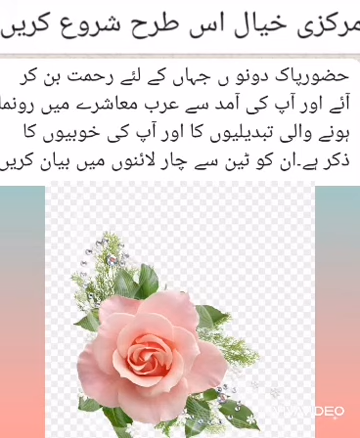 مرکزی خیال اس طرح شروع کریں
حضورپاک دونو ں جہاں کے لئے رحمت بن کر
آئے اور آپ کی آمد سے عرب معاشرے میں رونما
ہونے والی تبدیلیوں کا اور آپ کی خوبیوں کا
ذکر ہے۔ان کو ٹین سے چار لائنوں میں بیان کریں